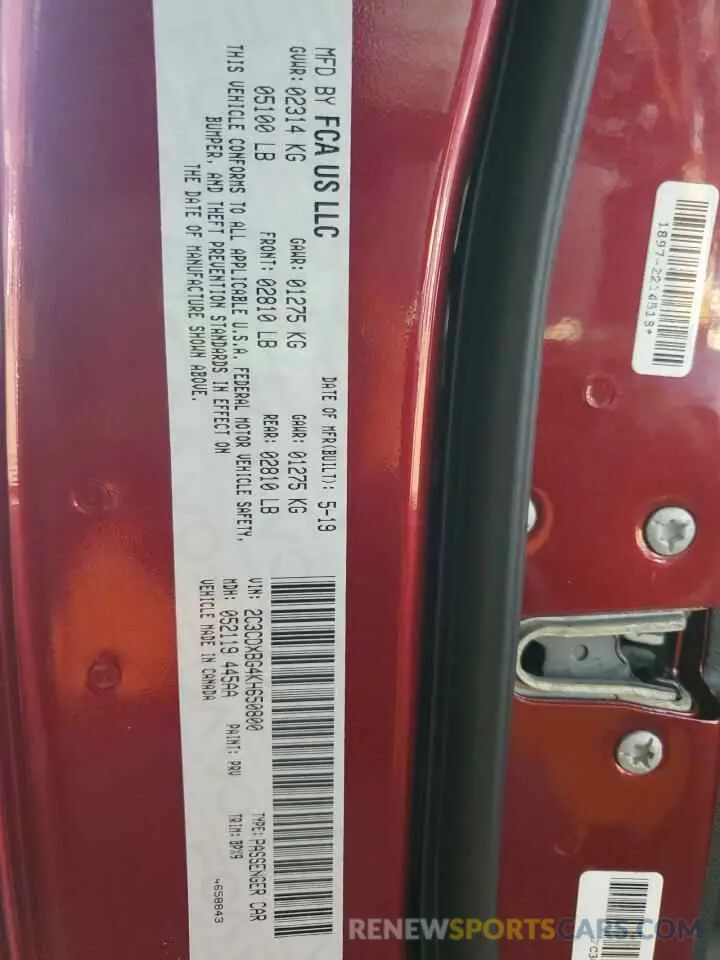 MFD BY FCA US LLC
DATE OF MFR(BUILT): 5-19
GVWR: 02314 KG
GAWR: 01275 KG
GAWR: 01275 KG
05100 LB
FRONT: 02810 LB
REAR: 02810 LB
THIS VEHICLE CONFORMS TO ALL APPLICABLE U.S.A. FEDERAL MOTOR VEHICLE SAFETY,
BUMPER, AND THEFT PREVENTION STANDARDS IN EFFECT ON
THE DATE OF MANUFACTURE SHOWN ABOVE.
VIN: 2C3CDXBG4KH650800
TYPE: PASSENGER CAR
MDH: 052119 445AA
PAINT: PRV
TRIM: BPX9
VEHICLE MADE IN CANADA
4658843
1897-2214519*
RENEWSPORTSCARS.COM